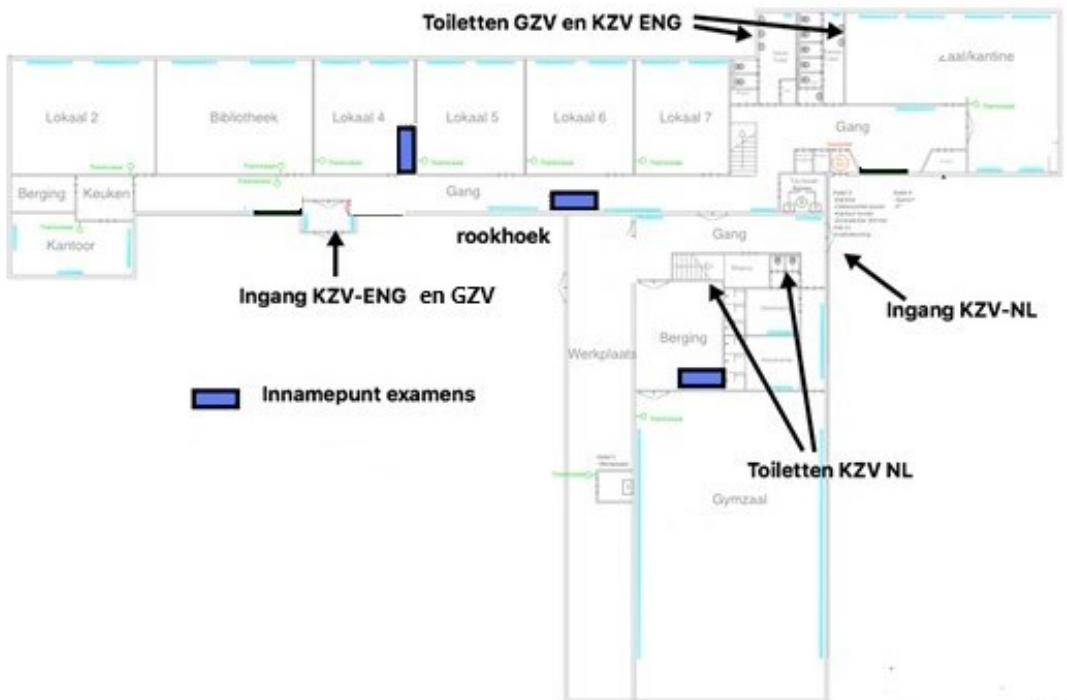 Toiletten GZV en KZV ENG
Zaal/kantine
Lokaal 2
Bibliotheek
Lokaal 4
Lokaal 5
Lokaal 6
Lokaal 7
Gang
Berging
Keuken
Gang
Kantoor
rookhoek
Gang
Ingang KZV-ENG en GZV
Ingang KZV-NL
Berging
Werkplaats
Innamepunt examens
Toiletten KZV NL
Gymzaal